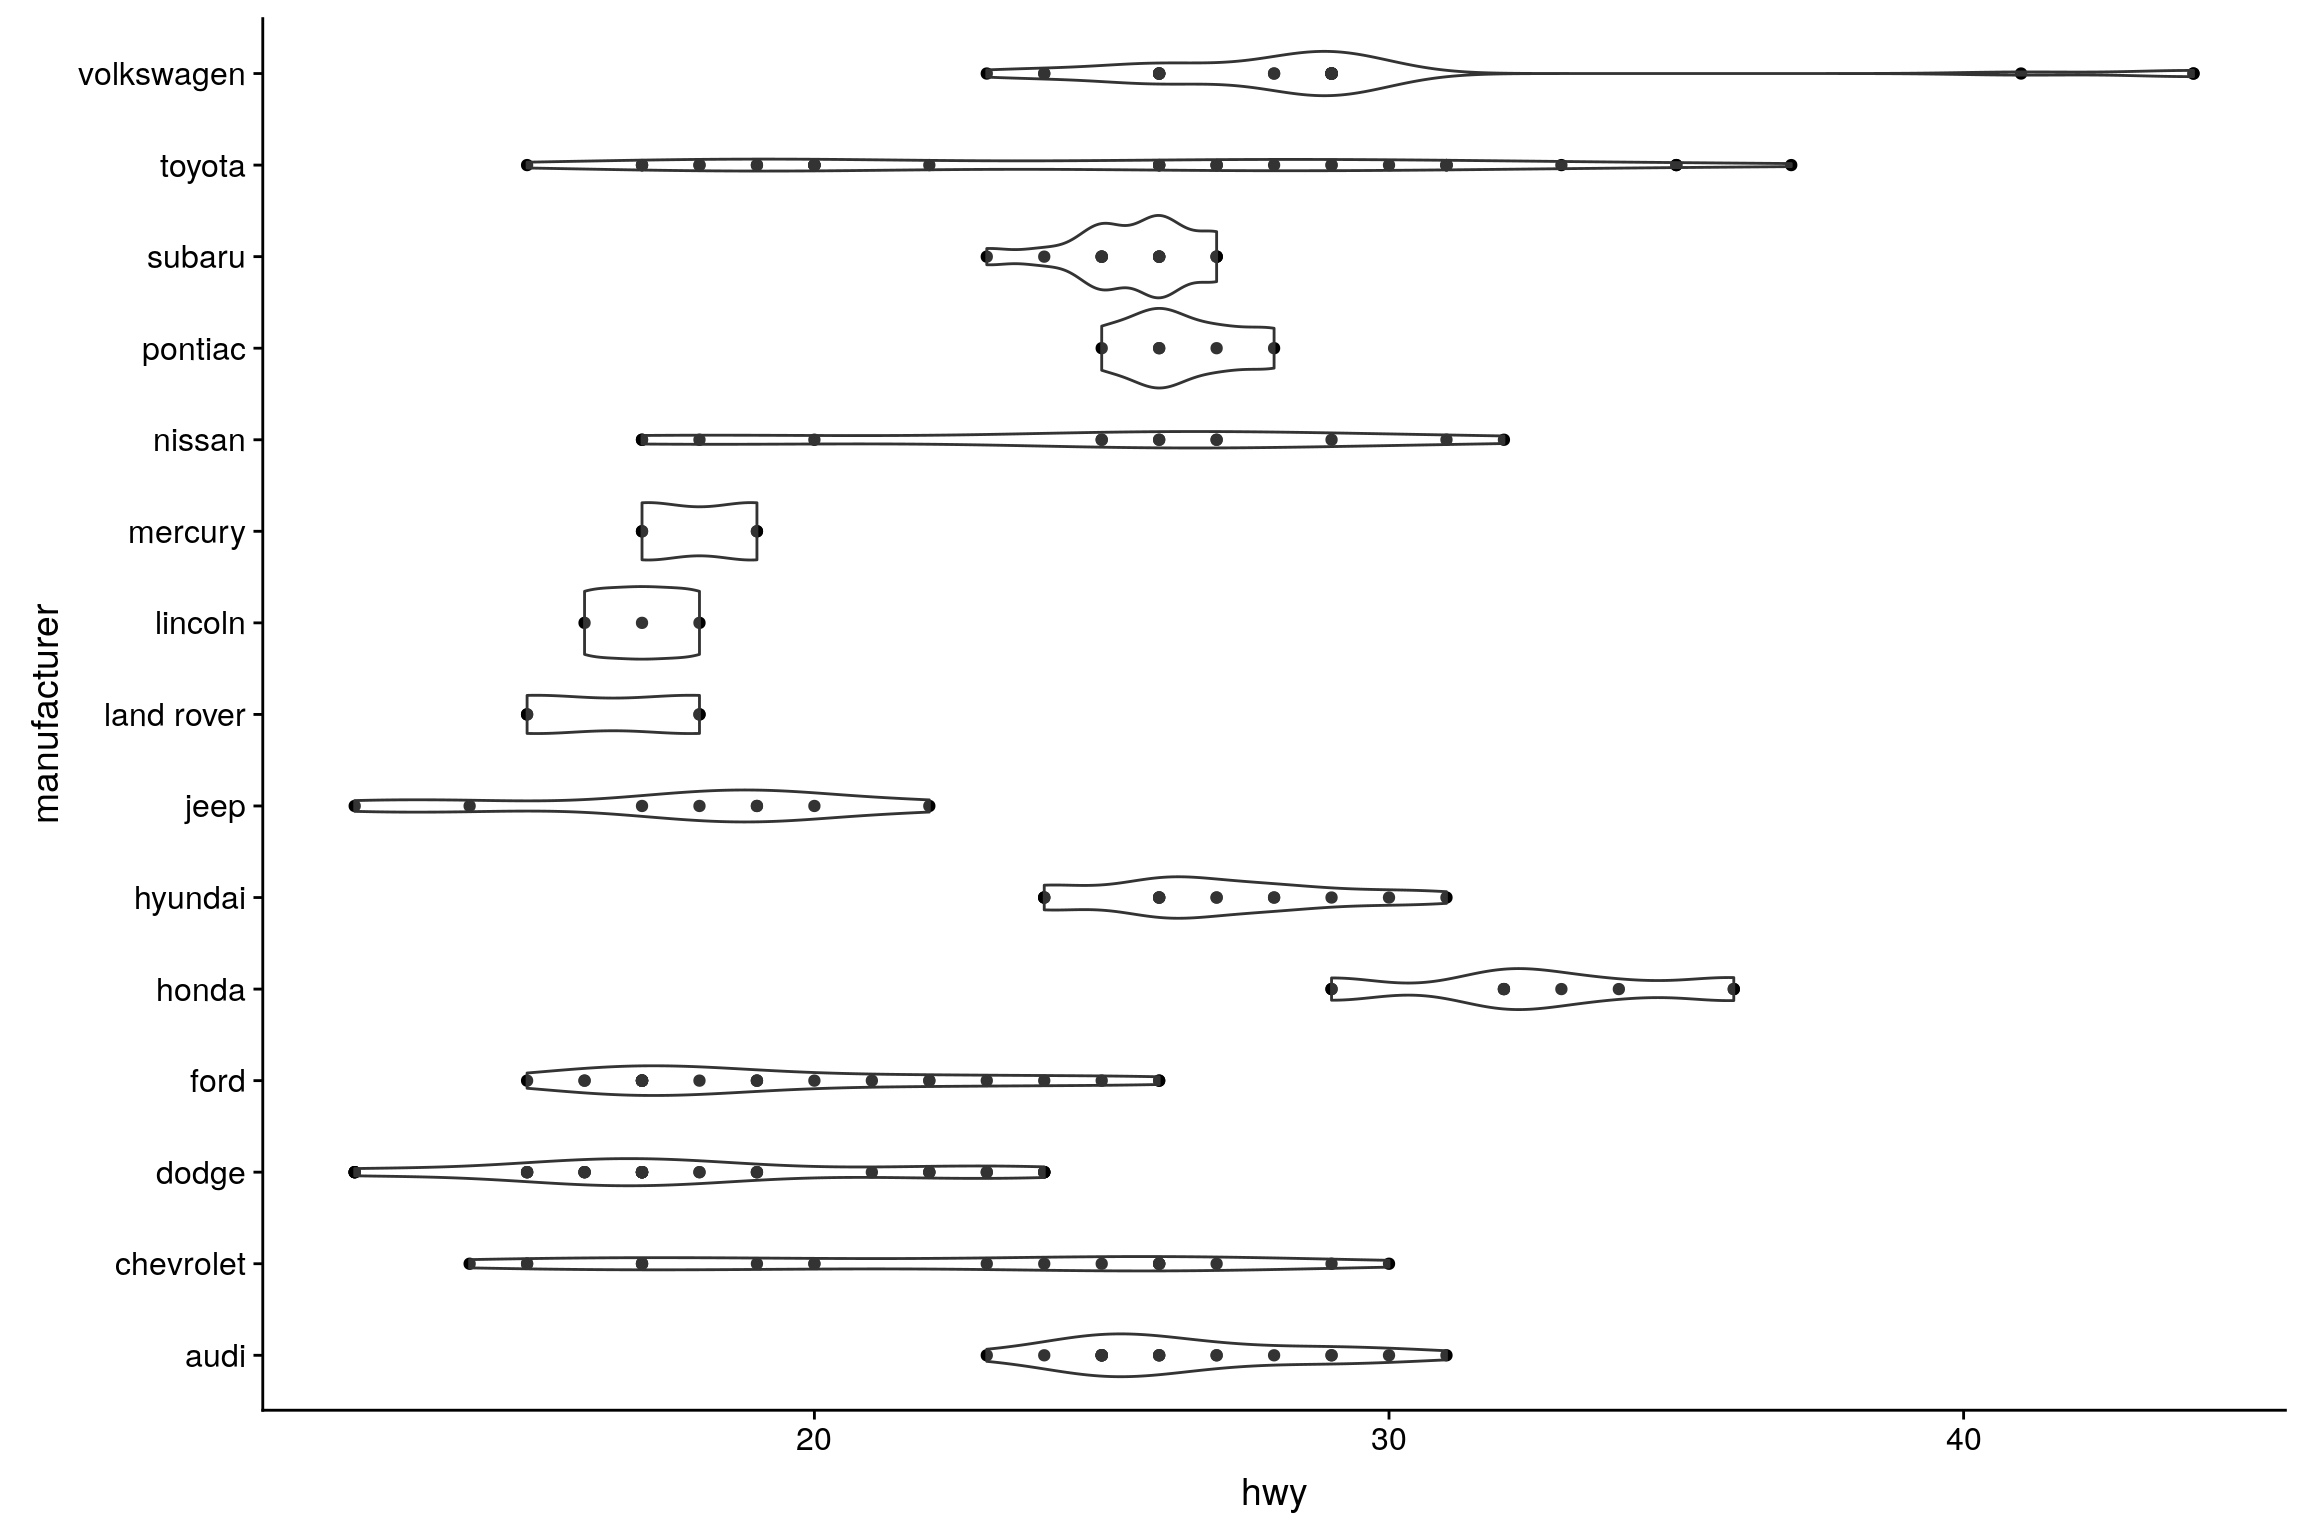 volkswagen
toyota
subaru
pontiac
nissan
mercury
lincoln
land rover
jeep
hyundai
honda
ford
dodge
chevrolet
audi
manufacturer
20 30 40
hwy